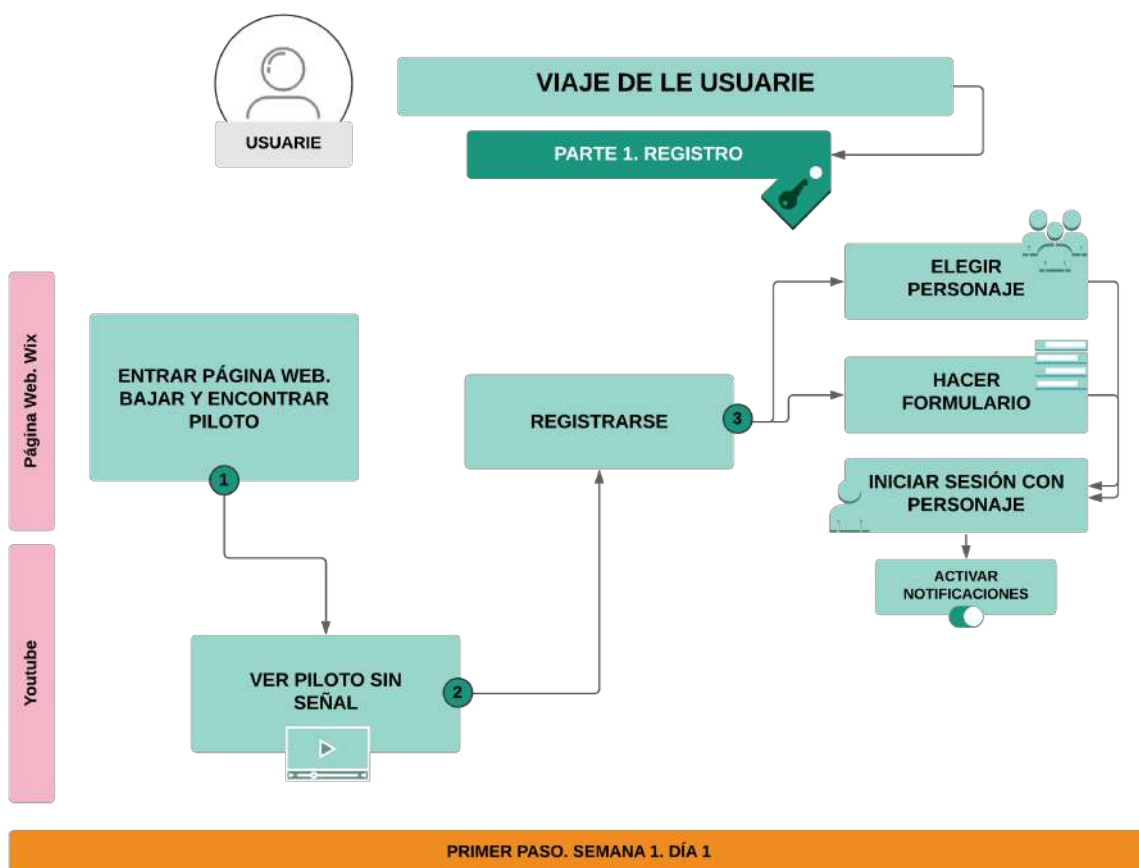 VIAJE DE LE USUARIE
USUARIE
PARTE 1. REGISTRO
Página Web. Wix
ENTRAR PÁGINA WEB.
BAJAR Y ENCONTRAR
PILOTO
1
REGISTRARSE
3
ELEGIR
PERSONAJE
HACER
FORMULARIO
INICIAR SESIÓN CON
PERSONAJE
ACTIVAR
NOTIFICACIONES
Youtube
VER PILOTO SIN
SEÑAL
2
PRIMER PASO. SEMANA 1. DÍA 1